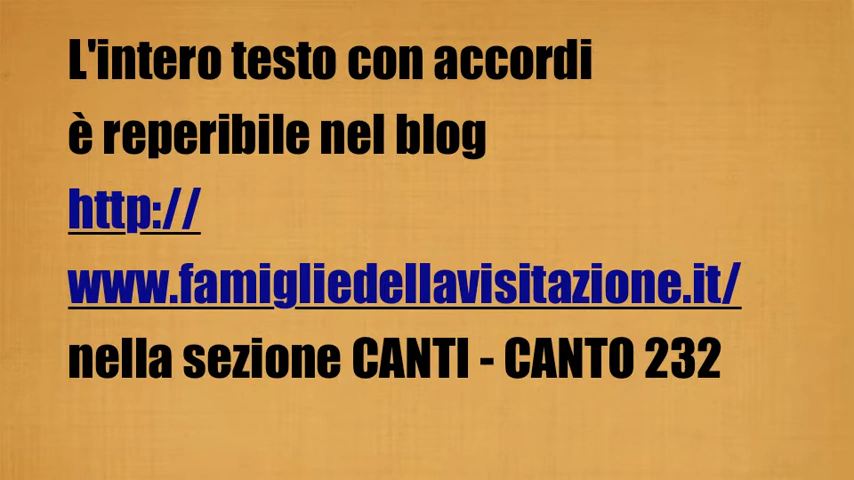 L'intero testo con accordi
è reperibile nel blog
http://
www.famigliedellavisitazione.it/
nella sezione CANTI - CANTO 232